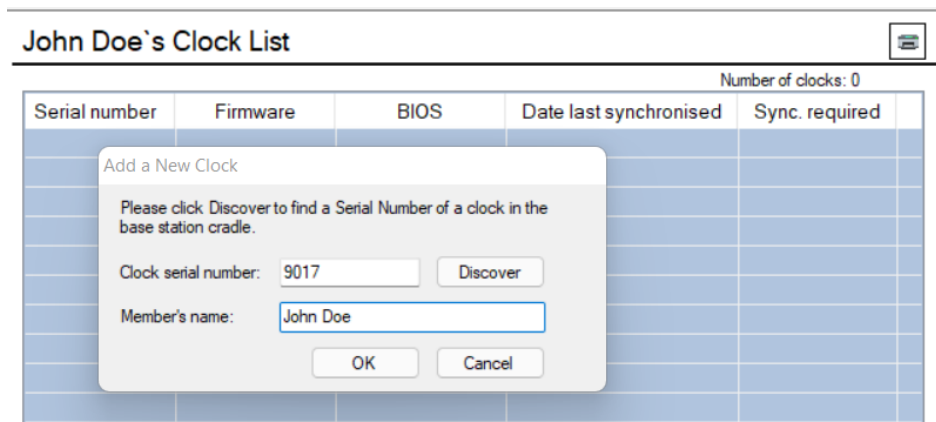 John Doe`s Clock List
Number of clocks: 0
Serial number Firmware BIOS Date last synchronised Sync. required
Add a New Clock
Please click Discover to find a Serial Number of a clock in the
base station cradle.
Clock serial number: 9017 Discover
Member's name: John Doe
OK Cancel